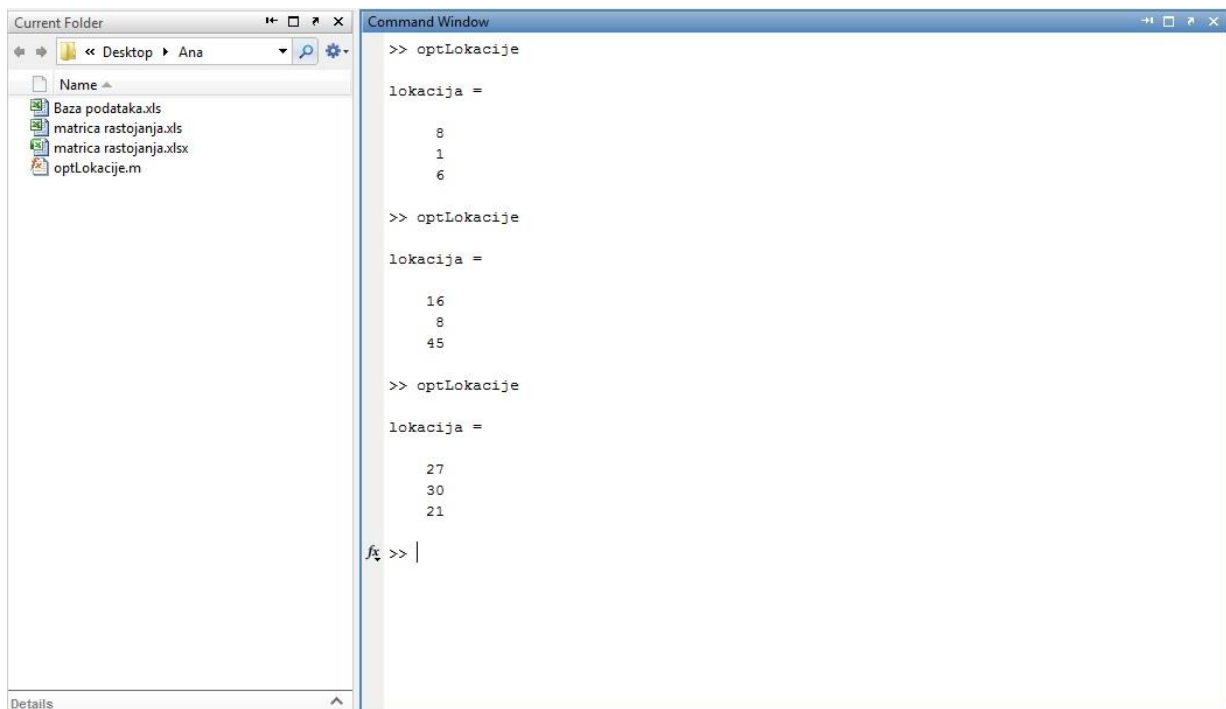 Current Folder
« Desktop Ana
Name
Baza podataka.xls
matrica rastojanja.xls
matrica rastojanja.xlsx
optLokacije.m
Details
Command Window
>> optLokacije
lokacija =
8
1
6
>> optLokacije
lokacija =
16
8
45
>> optLokacije
lokacija =
27
30
21
fx >>